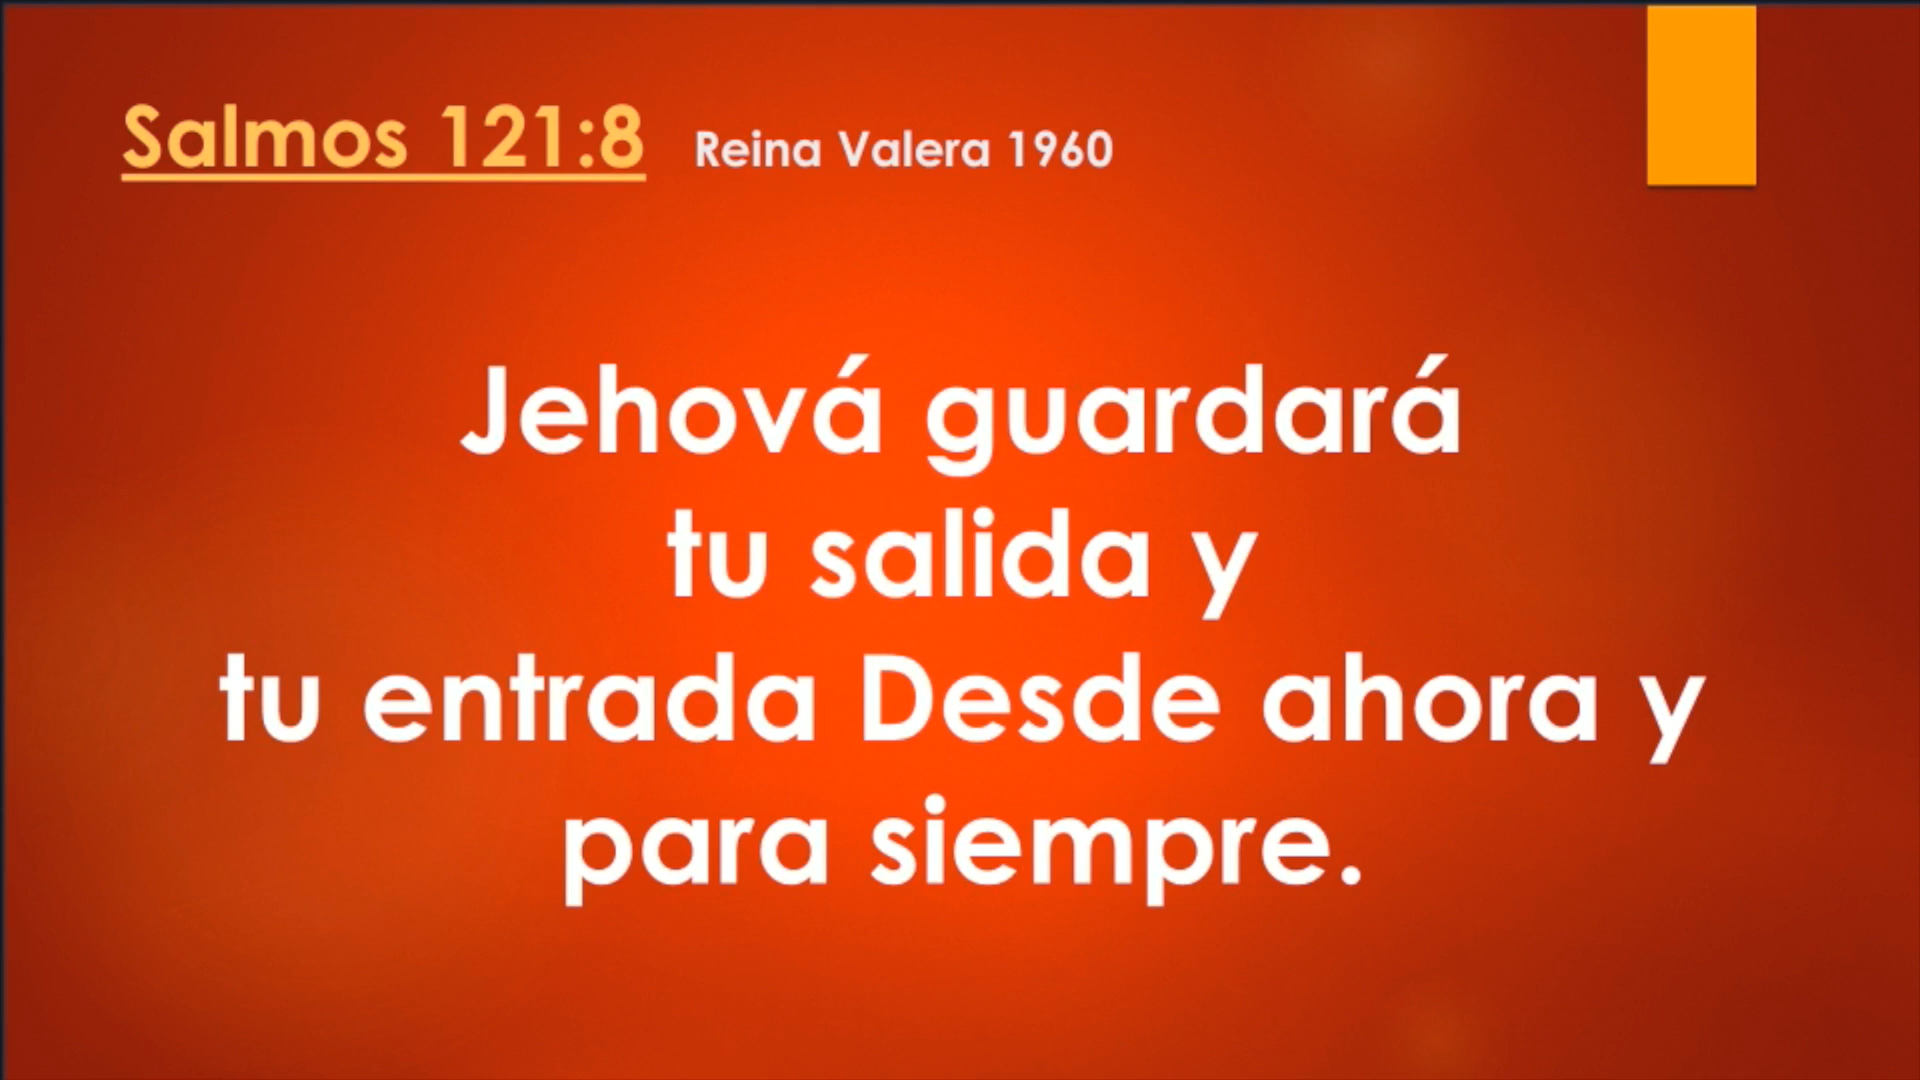 Salmos 121:8 Reina Valera 1960
Jehová guardará
tu salida y
tu entrada Desde ahora y
para siempre.